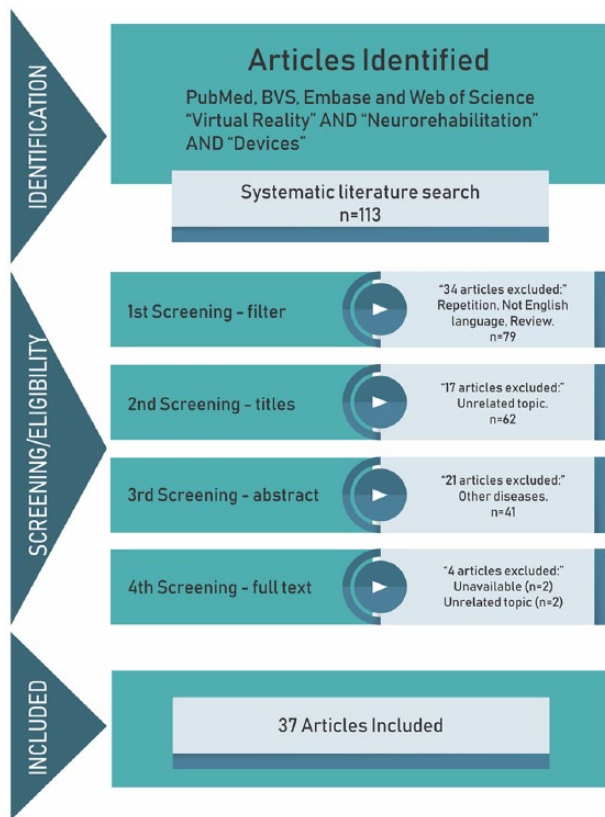 IDENTIFICATION
Articles Identified
PubMed, BVS, Embase and Web of Science
“Virtual Reality” AND “Neurorehabilitation”
AND “Devices”
Systematic literature search
n=113
SCREENING/ELIGIBILITY
1st Screening - filter
“34 articles excluded:”
Repetition, Not English
language, Review.
n=79
2nd Screening - titles
“17 articles excluded:”
Unrelated topic.
n=62
3rd Screening - abstract
“21 articles excluded:”
Other diseases.
n=41
4th Screening - full text
“4 articles excluded:”
Unavailable (n=2)
Unrelated topic (n=2)
INCLUDED
37 Articles Included